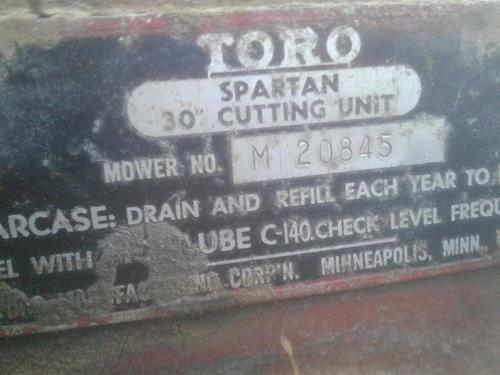 TORO
SPARTAN
30" CUTTING UNIT
MOWER NO. M 20845
ARCASE: DRAIN AND REFILL EACH YEAR TO
EL WITH LUBE C-140. CHECK LEVEL FREQU
CORP'N. MINNEAPOLIS, MINN.,